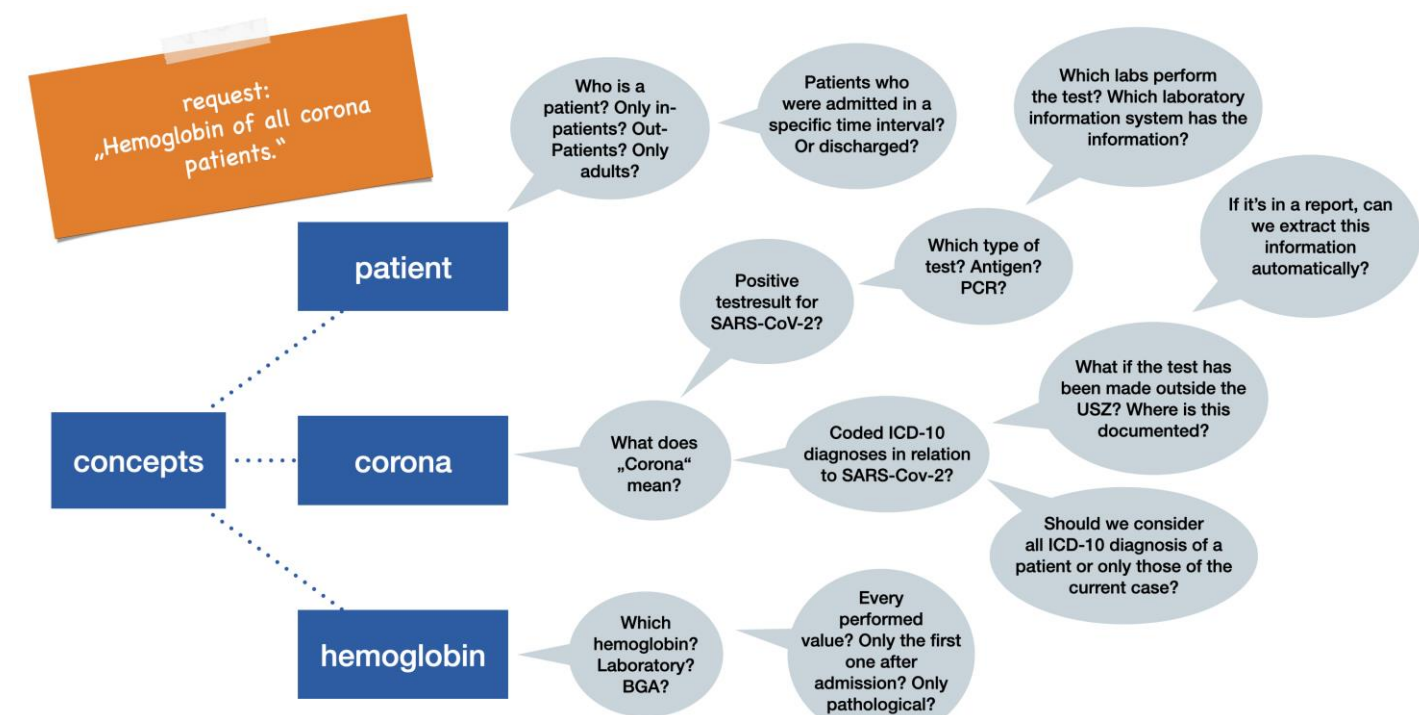 request:
„Hemoglobin of all corona
patients.“
Who is a
patient? Only in-
patients? Out-
Patients? Only
adults?
Patients who
were admitted in a
specific time interval?
Or discharged?
Which labs perform
the test? Which laboratory
information system has the
information?
If it's in a report, can
we extract this
information
automatically?
patient
Positive
testresult for
SARS-CoV-2?
Which type of
test? Antigen?
PCR?
concepts
corona
What does
„Corona“
mean?
Coded ICD-10
diagnoses in relation
to SARS-Cov-2?
What if the test has
been made outside the
USZ? Where is this
documented?
Should we consider
all ICD-10 diagnosis of a
patient or only those of the
current case?
hemoglobin
Which
hemoglobin?
Laboratory?
BGA?
Every
performed
value? Only the first
one after
admission? Only
pathological?